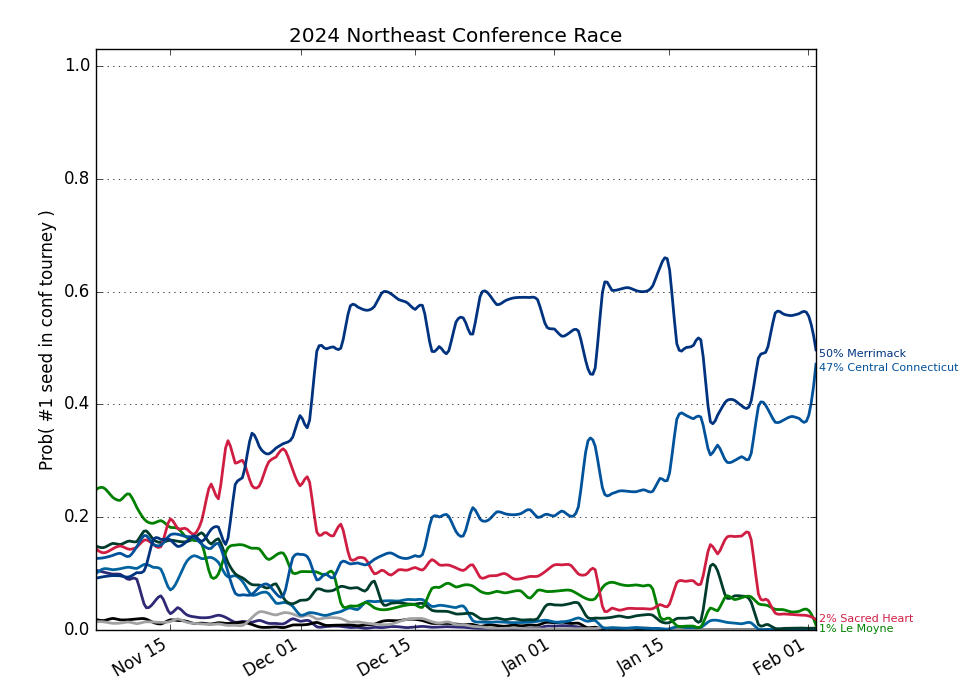 2024 Northeast Conference Race
Prob( #1 seed in conf tourney )
1.0
0.8
0.6
0.4
0.2
0.0
50% Merrimack
47% Central Connecticut
2% Sacred Heart
1% Le Moyne
Nov 15
Dec 01
Dec 15
Jan 01
Jan 15
Feb 01